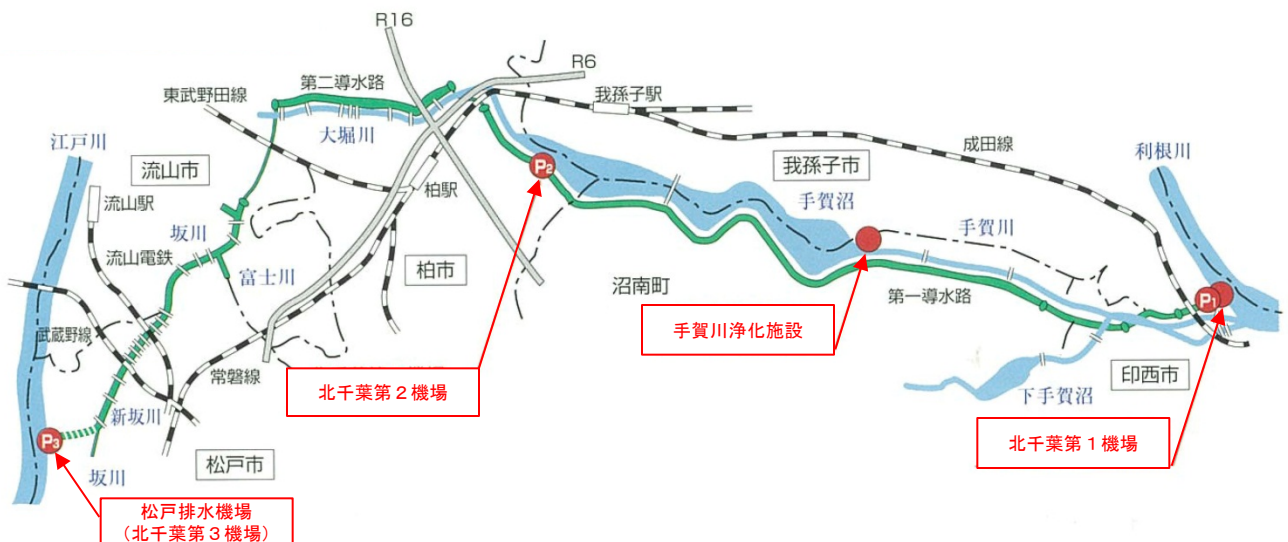 R16
R6
第二導水路
東武野田線
我孫子駅
大堀川
江戸川
流山市
成田線
利根川
我孫子市
P2
柏駅
流山駅
手賀沼
手賀川
坂川
流山電鉄
富士川
柏市
沼南町
第一導水路
P1
武蔵野線
手賀川浄化施設
常磐線
北千葉第2機場
印西市
下手賀沼
新坂川
P3
北千葉第1機場
坂川
松戸市
松戸排水機場
(北千葉第3機場)